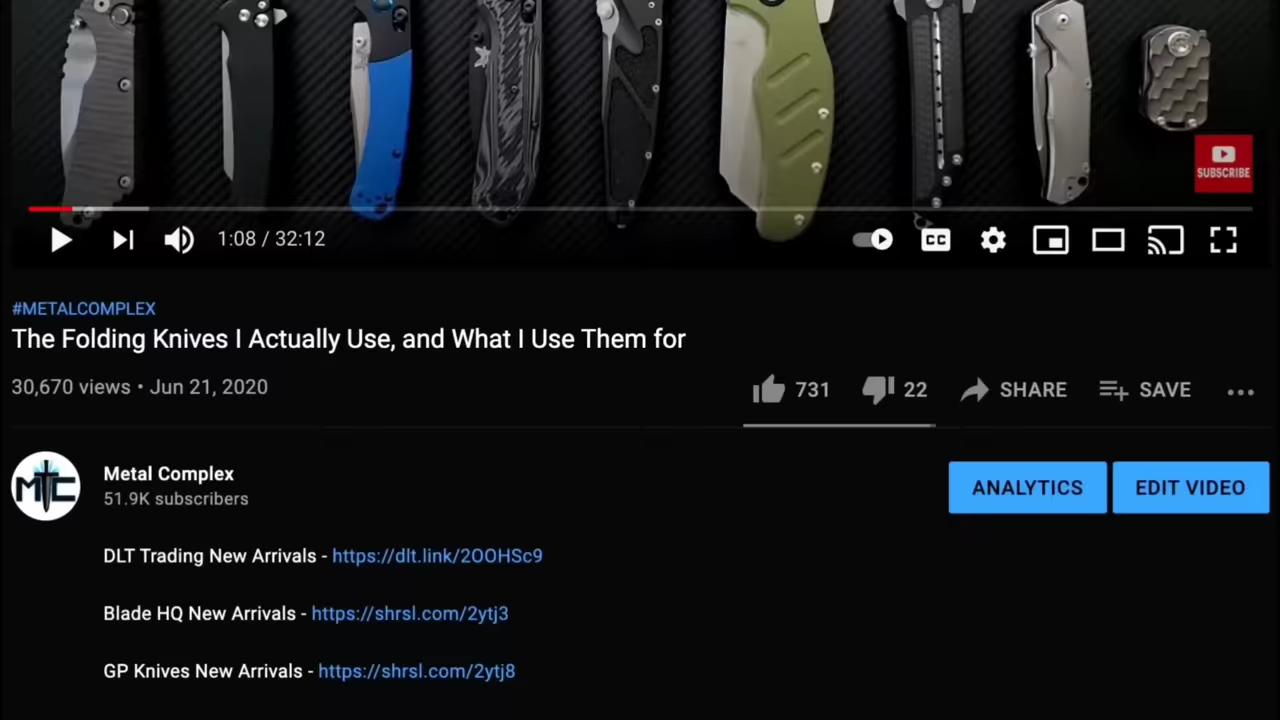 SUBSCRIBE
1:08 / 32:12
CC
#METALCOMPLEX
The Folding Knives I Actually Use, and What I Use Them for
30,670 views • Jun 21, 2020
731 22 SHARE SAVE
MTC
Metal Complex
51.9K subscribers
ANALYTICS EDIT VIDEO
DLT Trading New Arrivals - https://dlt.link/2OOHSc9
Blade HQ New Arrivals - https://shrsl.com/2ytj3
GP Knives New Arrivals - https://shrsl.com/2ytj8